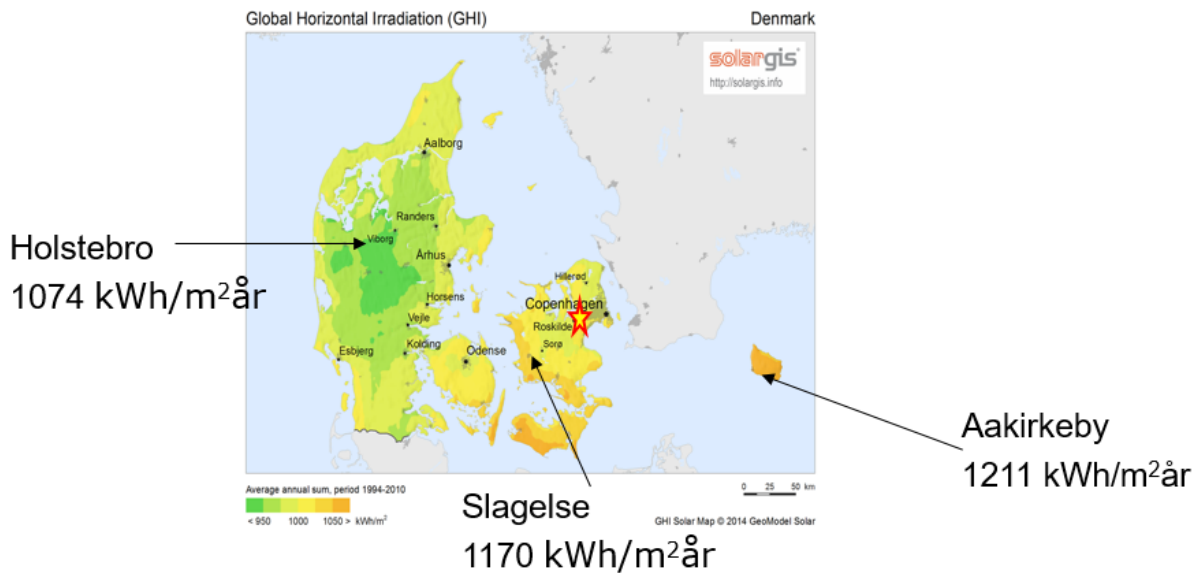 Global Horizontal Irradiation (GHI)
Denmark
solargis
http://solargis.info
Aalborg
Randers
Viborg
Århus
Holstebro
1074 kWh/m²år
Hillerød
Copenhagen
Horsens
Vejle
Roskilde
Sorø
Esbjerg
Kolding
Odense
Aakirkeby
1211 kWh/m²år
Average annual sum, period 1994-2010
< 950 1000 1050 > kWh/m²
0 25 50 km
GHI Solar Map © 2014 GeoModel Solar
Slagelse
1170 kWh/m²år